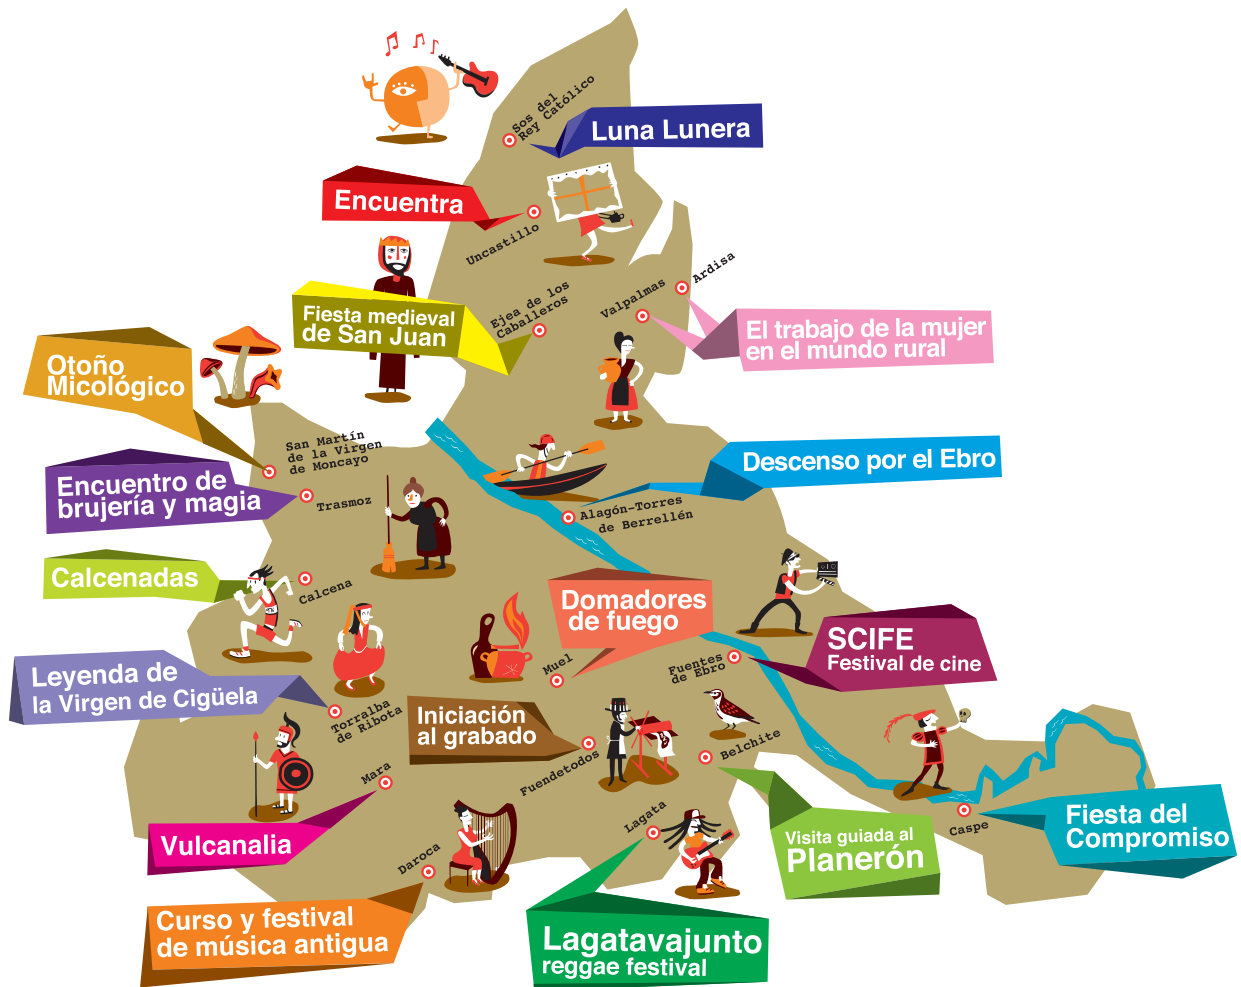 Sos del
Rey Católico
Luna Lunera
Encuentra
Uncastillo
Ardisa
Valpalmas
Ejea de los
Caballeros
Fiesta medieval
de San Juan
El trabajo de la mujer
en el mundo rural
Otoño
Micológico
San Martín
de la Virgen
de Moncayo
Descenso por el Ebro
Encuentro de
brujería y magia
Trasmoz
Alagón-Torres
de Berrellén
Calcenadas
Calcena
Domadores
de fuego
SCIFE
Festival de cine
Muel
Fuentes
de Ebro
Leyenda de
la Virgen de Cigüela
Torralba
de Ribota
Iniciación
al grabado
Fuendetodos
Belchite
Mara
Vulcanalia
Lagata
Caspe
Fiesta del
Compromiso
Visita guiada al
Planerón
Daroca
Curso y festival
de música antigua
Lagatavajunto
reggae festival